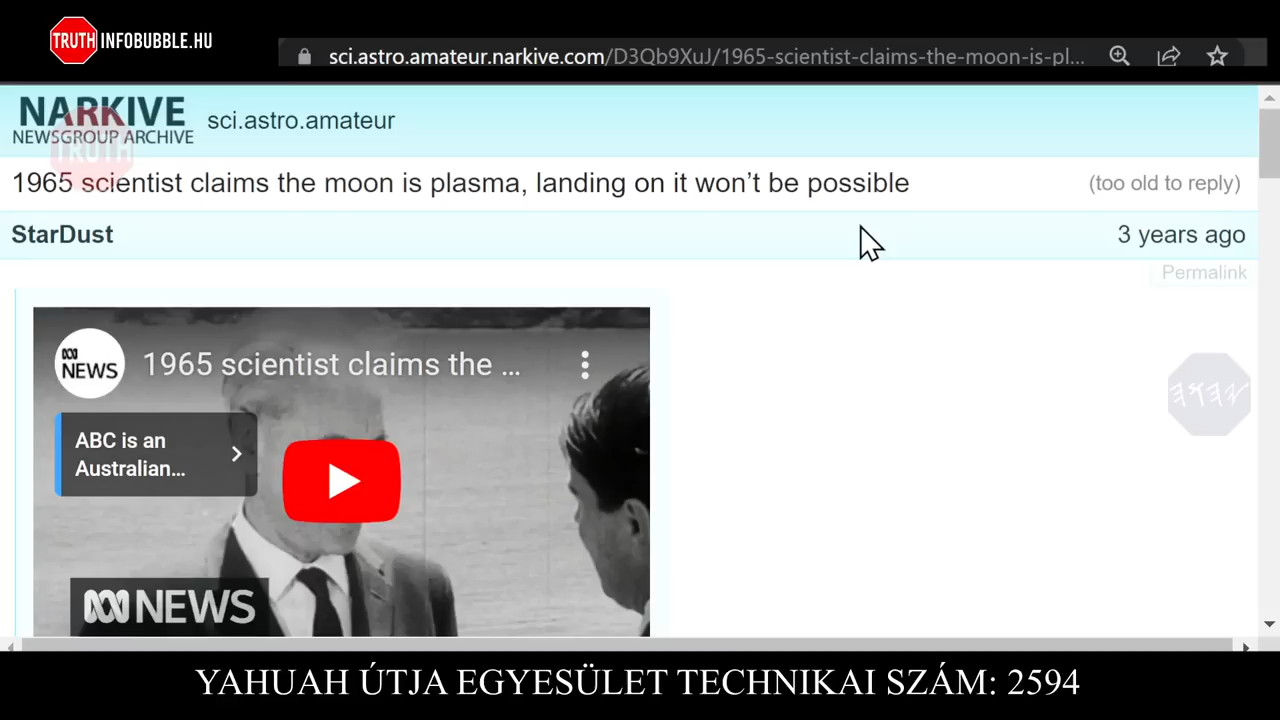 TRUTH INFOBUBBLE.HU
sci.astro.amateur.narkive.com/D3Qb9XuJ/1965-scientist-claims-the-moon-is-pl...
NARKIVE
NEWSGROUP ARCHIVE
sci.astro.amateur
TRUTH
1965 scientist claims the moon is plasma, landing on it won’t be possible
(too old to reply)
StarDust
3 years ago
Permalink
NEWS
1965 scientist claims the ...
ABC is an
Australian...
NEWS
YAHUAH ÚTJA EGYESÜLET TECHNIKAI SZÁM: 2594